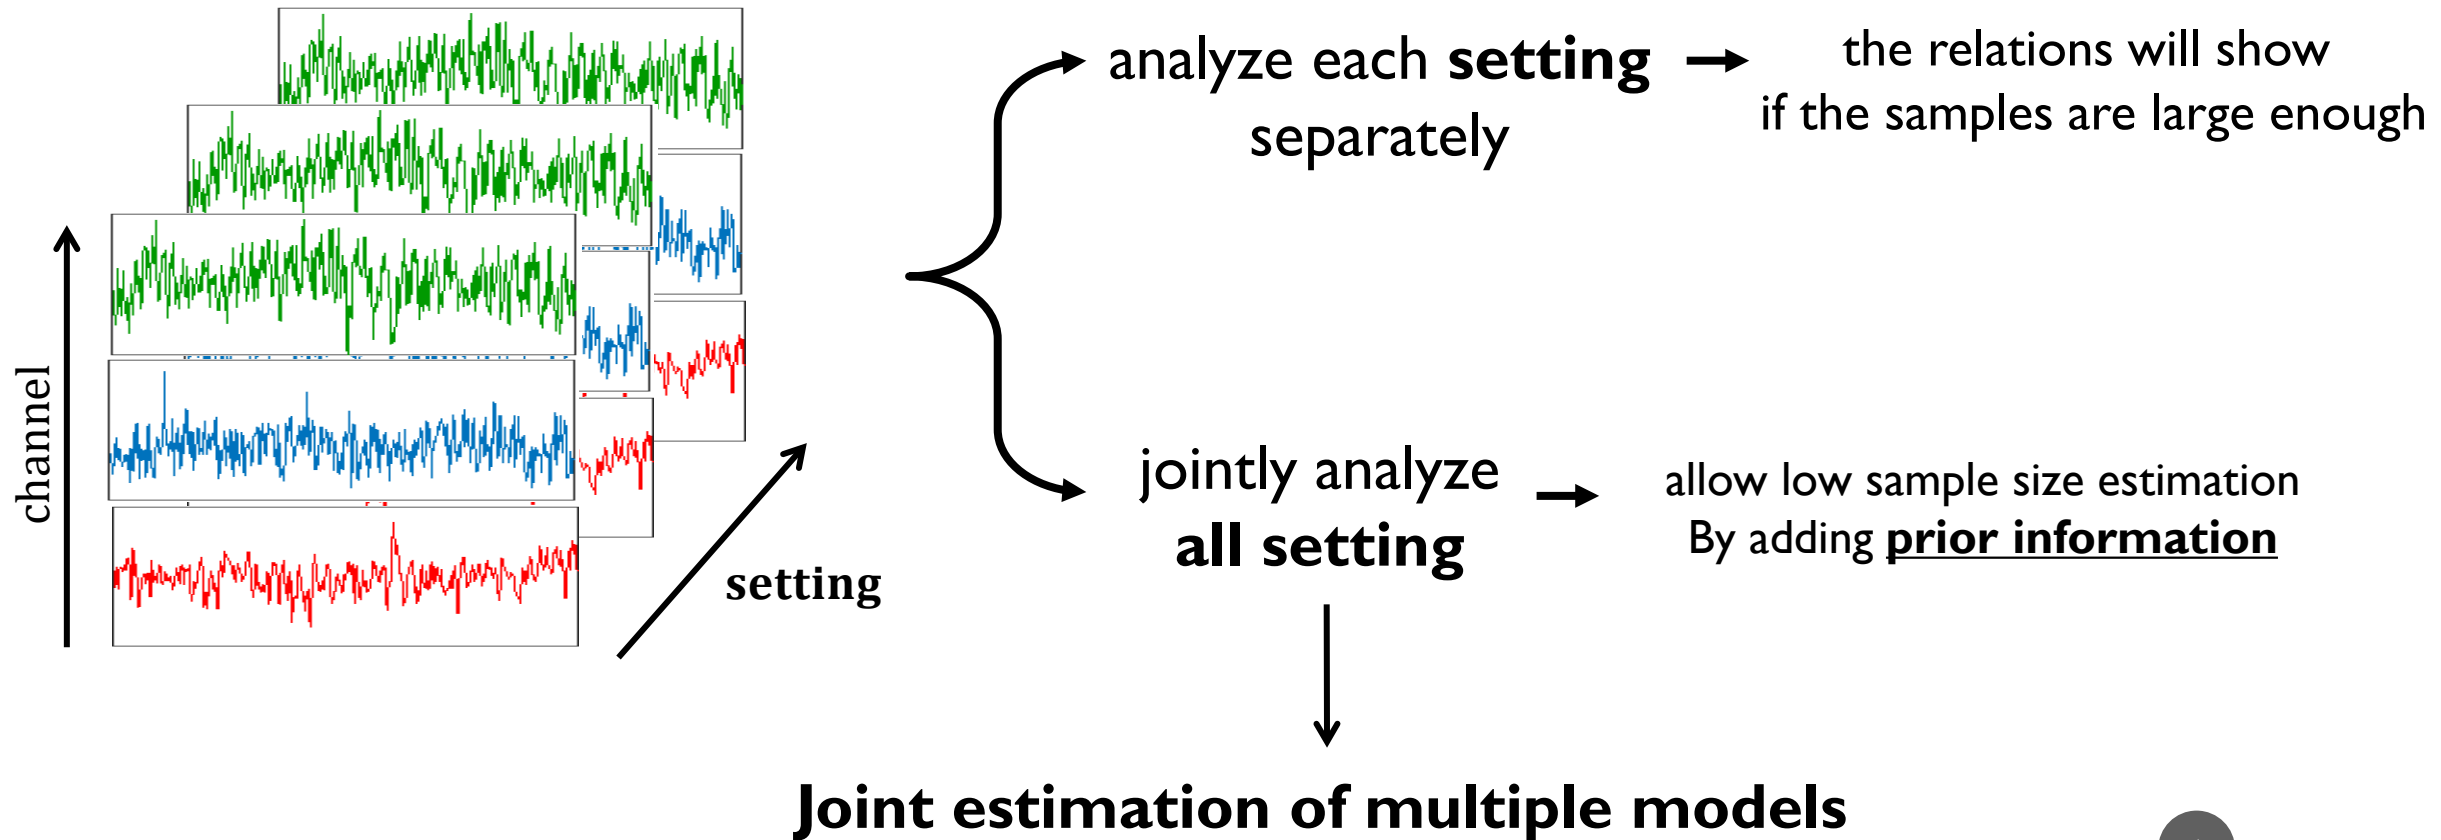 channel
setting
analyze each setting
separately
the relations will show
if the samples are large enough
jointly analyze
all setting
allow low sample size estimation
By adding prior information
Joint estimation of multiple models